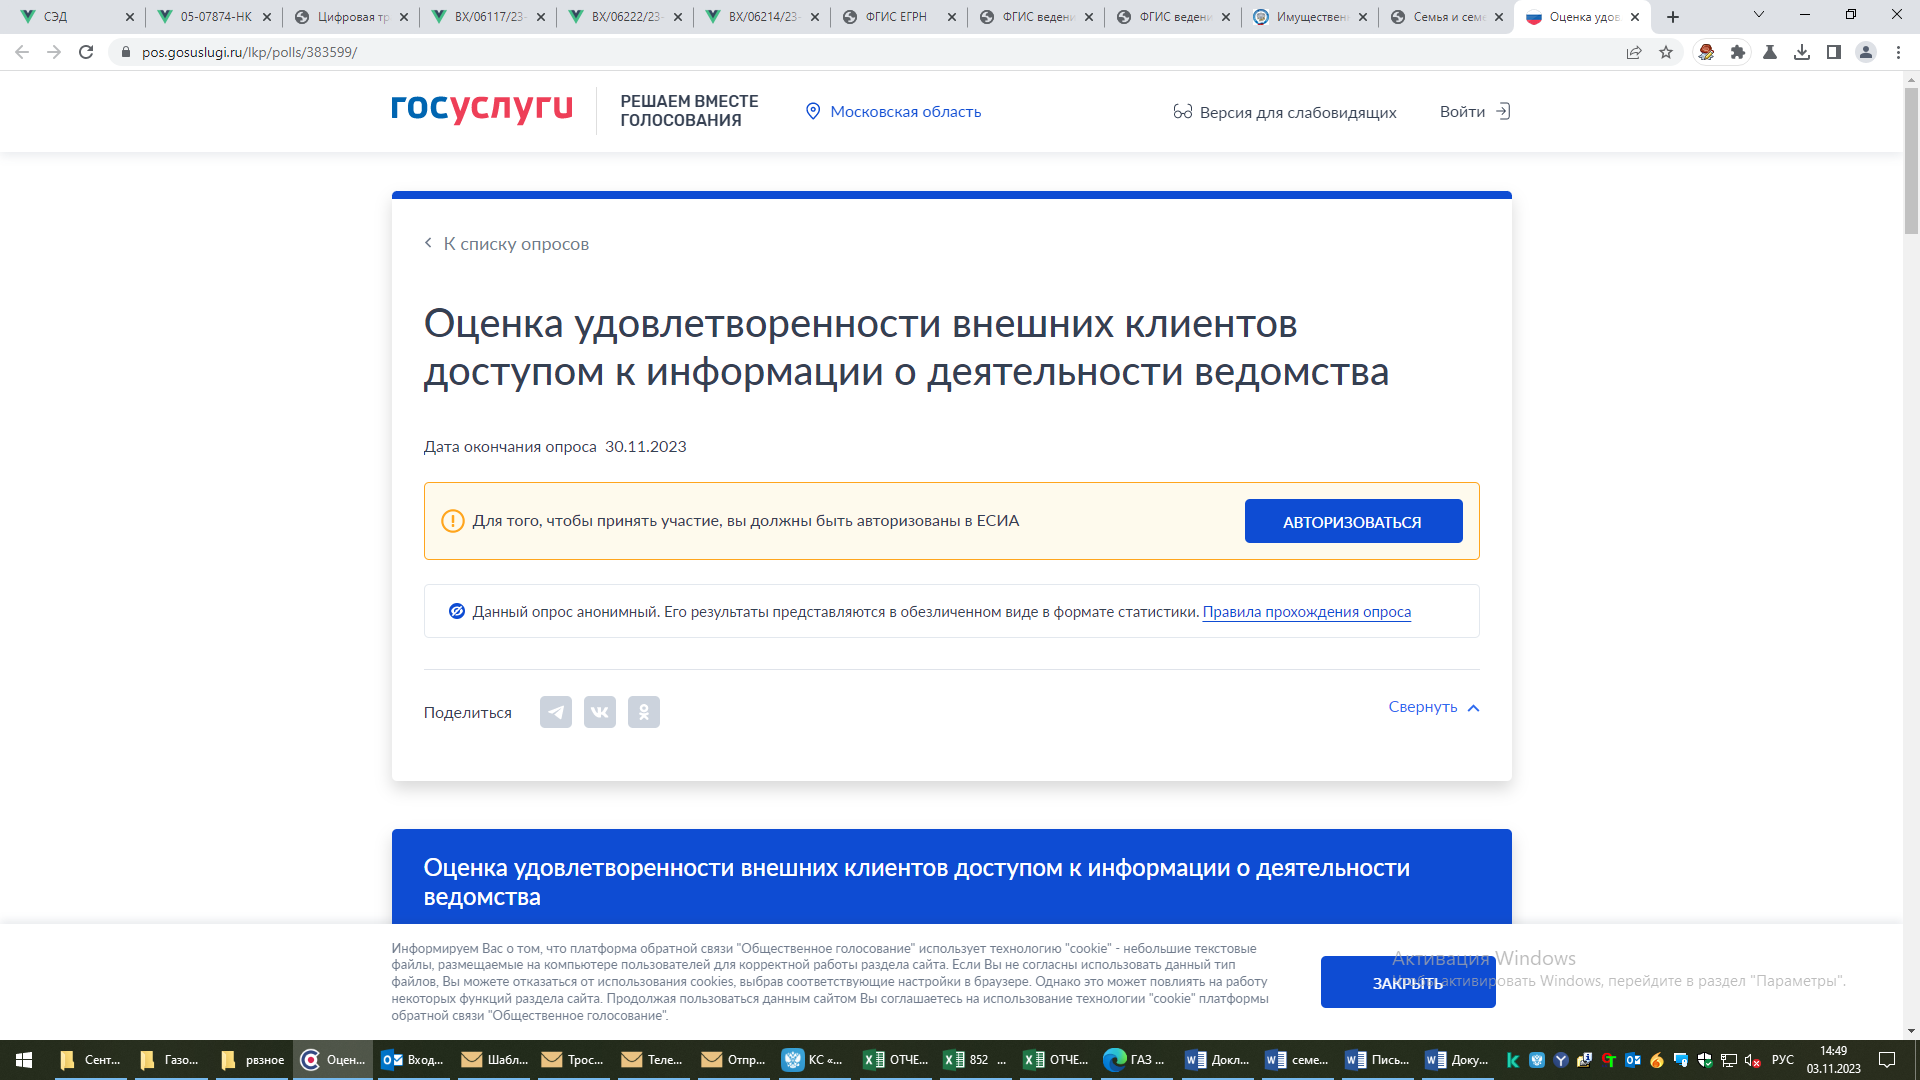 СЭД
05-07874-НК
Цифровая тр
ВХ/06117/23-
ВХ/06222/23-
ВХ/06214/23-
ФГИС ЕГРН
ФГИС ведени
ФГИС ведени
Имуществен
Семья и сем
Оценка удов
pos.gosuslugi.ru/lkp/polls/383599/
госуслуги
РЕШАЕМ ВМЕСТЕ
ГОЛОСОВАНИЯ
Московская область
Версия для слабовидящих
Войти
К списку опросов
Оценка удовлетворенности внешних клиентов
доступом к информации о деятельности ведомства
Дата окончания опроса 30.11.2023
Для того, чтобы принять участие, вы должны быть авторизованы в ЕСИА
АВТОРИЗОВАТЬСЯ
Данный опрос анонимный. Его результаты представляются в обезличенном виде в формате статистики. Правила прохождения опроса
Поделиться
Свернуть
Оценка удовлетворенности внешних клиентов доступом к информации о деятельности
ведомства
Информируем Вас о том, что платформа обратной связи "Общественное голосование" использует технологию "cookie" - небольшие текстовые
файлы, размещаемые на компьютере пользователей для корректной работы раздела сайта. Если Вы не согласны использовать данный тип
файлов, Вы можете отказаться от использования cookies, выбрав соответствующие настройки в браузере. Однако это может повлиять на работу
некоторых функций раздела сайта. Продолжая пользоваться данным сайтом Вы соглашаетесь на использование технологии "cookie" платформы
обратной связи "Общественное голосование".
ЗАКРЫТЬ
Активация Windows
Чтобы активировать Windows, перейдите в раздел "Параметры".
Сент...
Газо...
рвзное
Оцен...
Вход...
Шабл...
Трос...
Теле...
Отпр...
КС «...
ОТЧЕ...
852 ...
ОТЧЕ...
ГАЗ ...
Докл...
семе...
Пись...
Доку...
РУС
14:49
03.11.2023